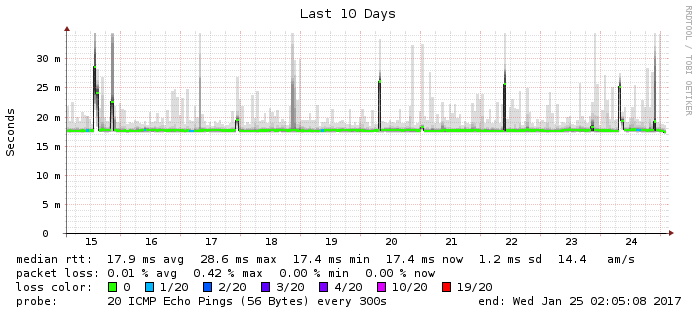 Last 10 Days
RRDTOOL / TOBI OETIKER
Seconds
30 m
25 m
20 m
15 m
10 m
5 m
0
15 16 17 18 19 20 21 22 23 24
median rtt: 17.9 ms avg 28.6 ms max 17.4 ms min 17.4 ms now 1.2 ms sd 14.4 am/s
packet loss: 0.01 % avg 0.42 % max 0.00 % min 0.00 % now
loss color: 0 1/20 2/20 3/20 4/20 10/20 19/20
probe: 20 ICMP Echo Pings (56 Bytes) every 300s end: Wed Jan 25 02:05:08 2017